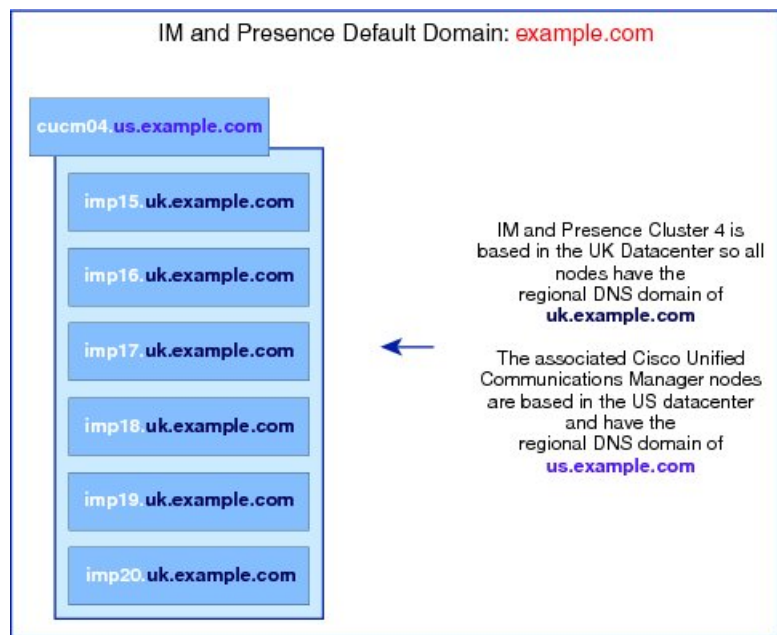 IM and Presence Default Domain: example.com
cucm04.us.example.com
imp15.uk.example.com
imp16.uk.example.com
imp17.uk.example.com
imp18.uk.example.com
imp19.uk.example.com
imp20.uk.example.com
IM and Presence Cluster 4 is
based in the UK Datacenter so all
nodes have the
regional DNS domain of
uk.example.com
The associated Cisco Unified
Communications Manager nodes
are based in the US datacenter
and have the
regional DNS domain of
us.example.com